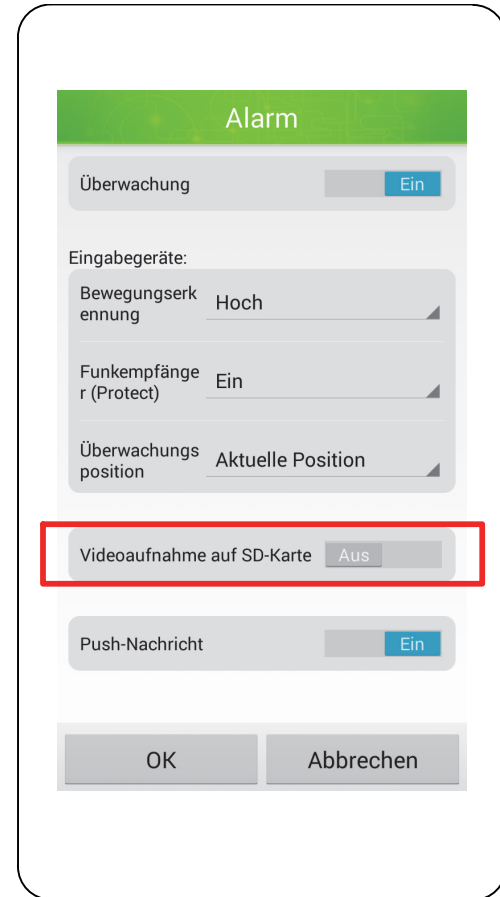 Alarm
Überwachung Ein
Eingabegeräte:
Bewegungserk
ennung
Hoch
Funkempfänge
r (Protect)
Ein
Überwachungs
position
Aktuelle Position
Videoaufnahme auf SD-Karte Aus
Push-Nachricht Ein
OK Abbrechen